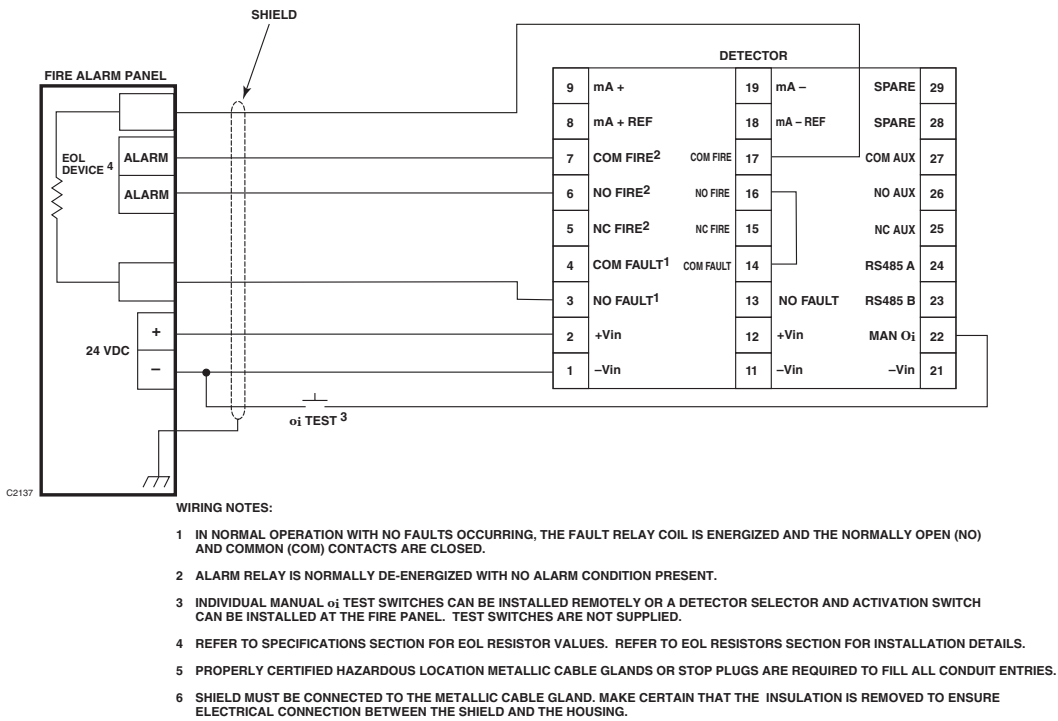 SHIELD
DETECTOR
FIRE ALARM PANEL
EOL
DEVICE 4
ALARM
ALARM
24 VDC
+
–
9 mA +
8 mA + REF
7 COM FIRE2
6 NO FIRE2
5 NC FIRE2
4 COM FAULT1
3 NO FAULT1
2 +Vin
1 –Vin
19 mA –
18 mA – REF
COM FIRE 17
NO FIRE 16
NC FIRE 15
COM FAULT 14
13 NO FAULT
12 +Vin
11 –Vin
SPARE 29
SPARE 28
COM AUX 27
NO AUX 26
NC AUX 25
RS485 A 24
RS485 B 23
MAN Oi 22
–Vin 21
oi TEST 3
C2137
WIRING NOTES:
1 IN NORMAL OPERATION WITH NO FAULTS OCCURRING, THE FAULT RELAY COIL IS ENERGIZED AND THE NORMALLY OPEN (NO)
AND COMMON (COM) CONTACTS ARE CLOSED.
2 ALARM RELAY IS NORMALLY DE-ENERGIZED WITH NO ALARM CONDITION PRESENT.
3 INDIVIDUAL MANUAL oi TEST SWITCHES CAN BE INSTALLED REMOTELY OR A DETECTOR SELECTOR AND ACTIVATION SWITCH
CAN BE INSTALLED AT THE FIRE PANEL. TEST SWITCHES ARE NOT SUPPLIED.
4 REFER TO SPECIFICATIONS SECTION FOR EOL RESISTOR VALUES. REFER TO EOL RESISTORS SECTION FOR INSTALLATION DETAILS.
5 PROPERLY CERTIFIED HAZARDOUS LOCATION METALLIC CABLE GLANDS OR STOP PLUGS ARE REQUIRED TO FILL ALL CONDUIT ENTRIES.
6 SHIELD MUST BE CONNECTED TO THE METALLIC CABLE GLAND. MAKE CERTAIN THAT THE INSULATION IS REMOVED TO ENSURE
ELECTRICAL CONNECTION BETWEEN THE SHIELD AND THE HOUSING.